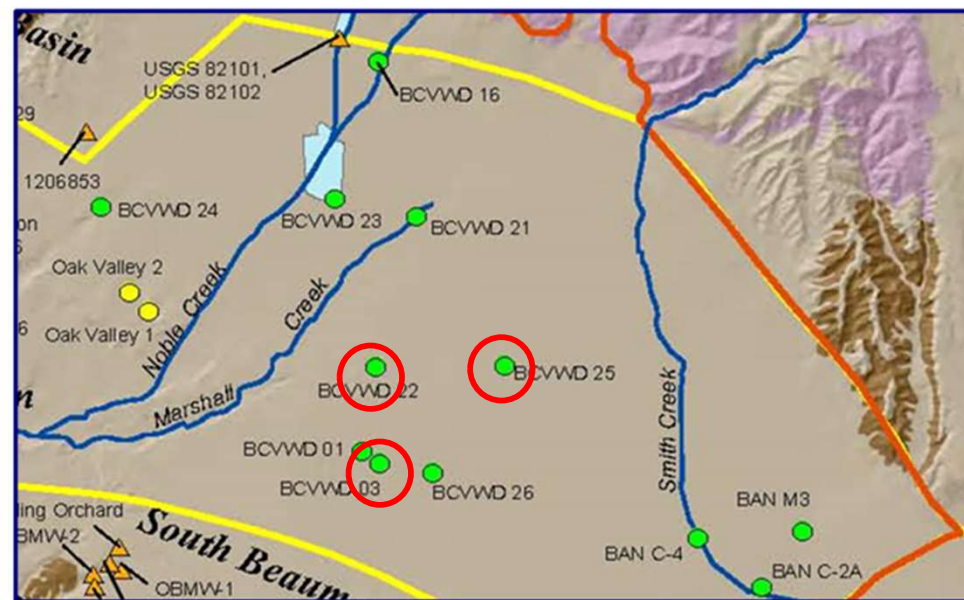 Basin
USGS 82101,
USGS 82102
BCVWD 16
29
1206853
BCVWD 24
BCVWD 23
BCVWD 21
on
Oak Valley 2
Oak Valley 1
Noble Creek
Marshall Creek
BCVWD 22
BCVWD 25
Smith Creek
BCVWD 01
BCVWD 03
BCVWD 26
ling Orchard
BMW-2
OBMW-1
South Beaum
BAN M3
BAN C-4
BAN C-2A